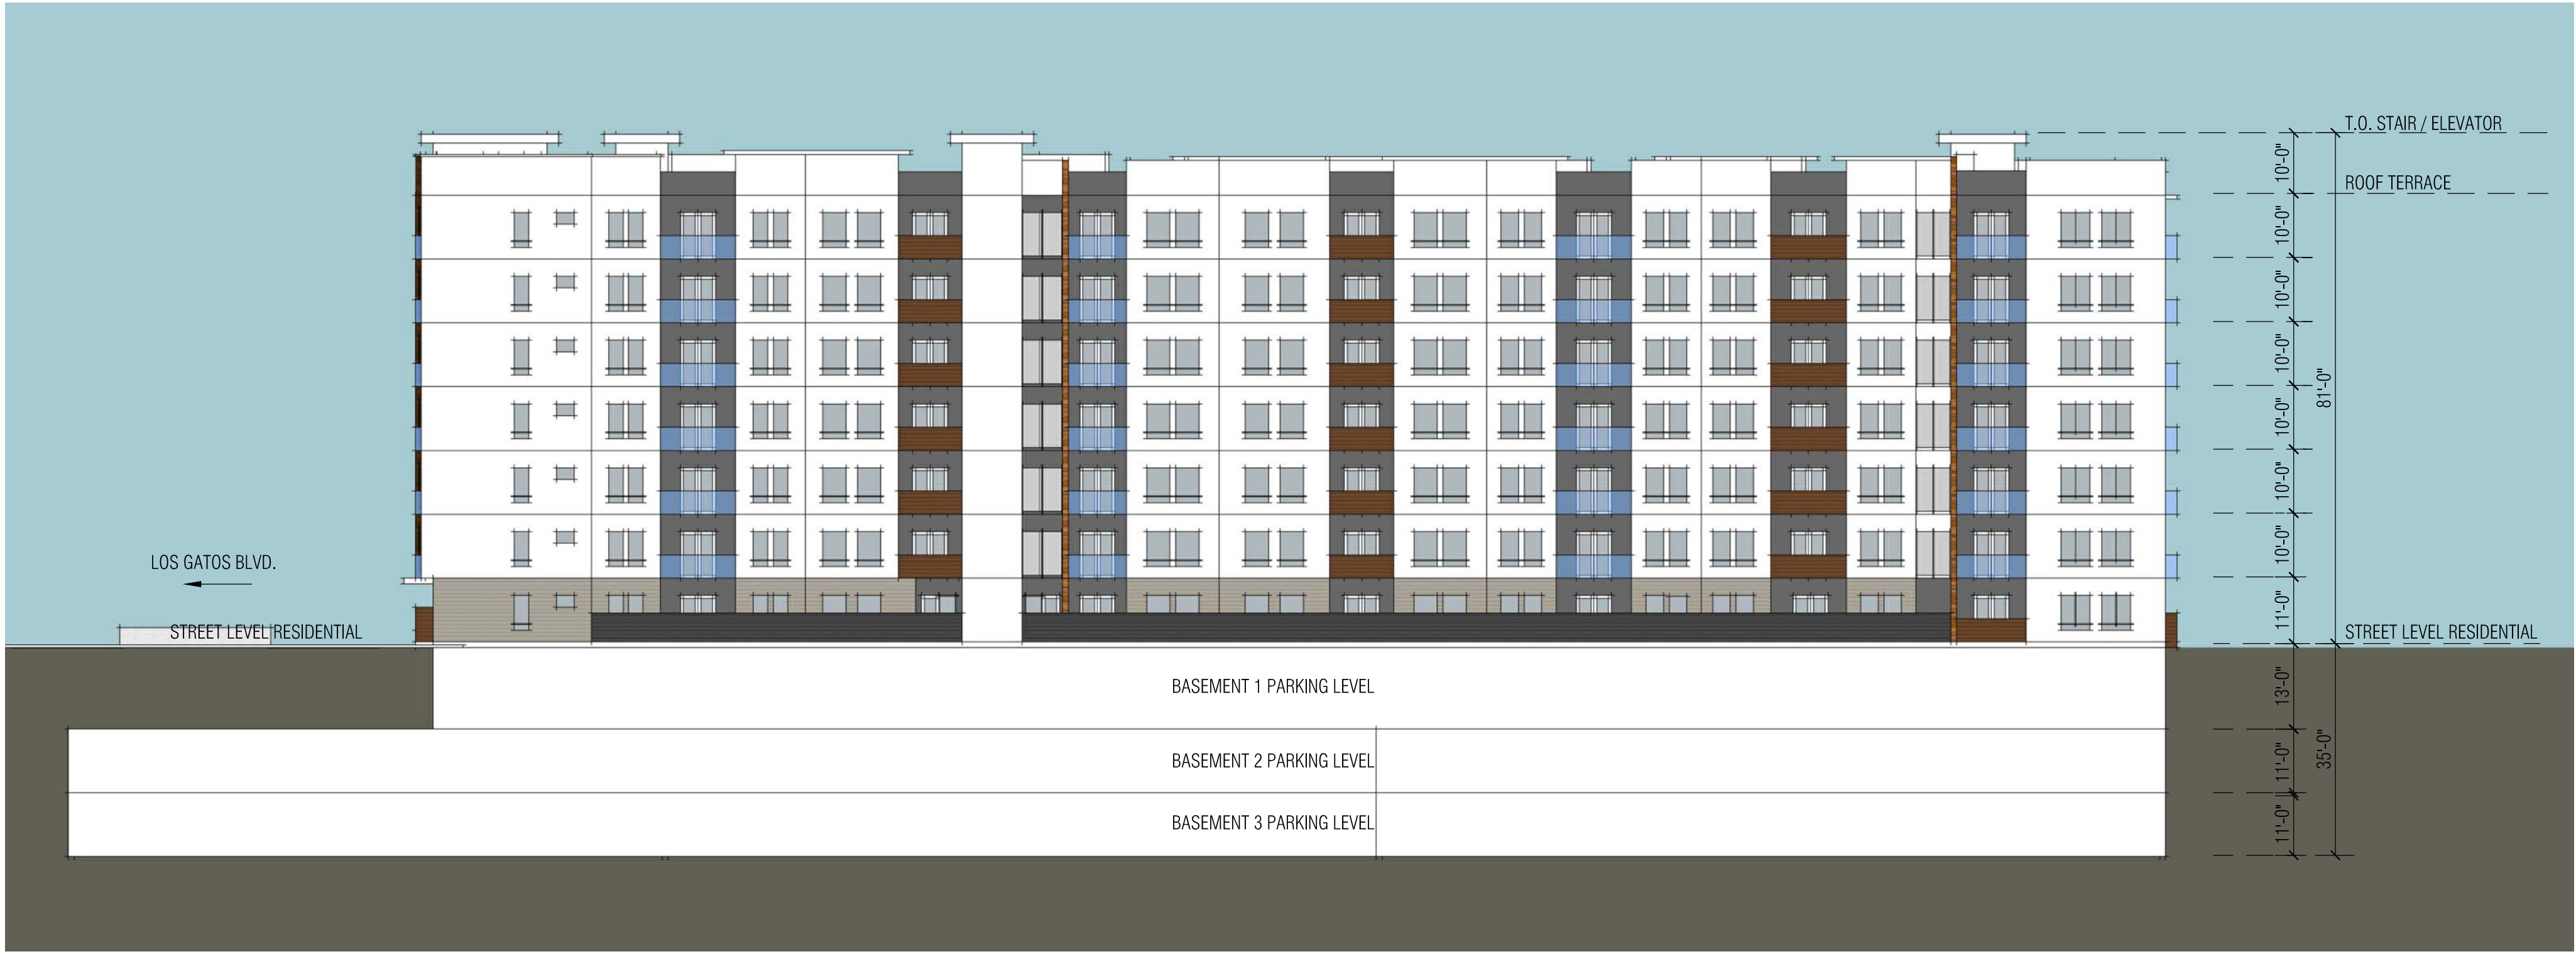 T.O. STAIR / ELEVATOR
10'-0"
ROOF TERRACE
10'-0"
10'-0"
10'-0"
81'-0"
10'-0"
10'-0"
10'-0"
LOS GATOS BLVD.
11'-0"
STREET LEVEL RESIDENTIAL
STREET LEVEL RESIDENTIAL
BASEMENT 1 PARKING LEVEL
13'-0"
35'-0"
BASEMENT 2 PARKING LEVEL
11'-0"
BASEMENT 3 PARKING LEVEL
11'-0"